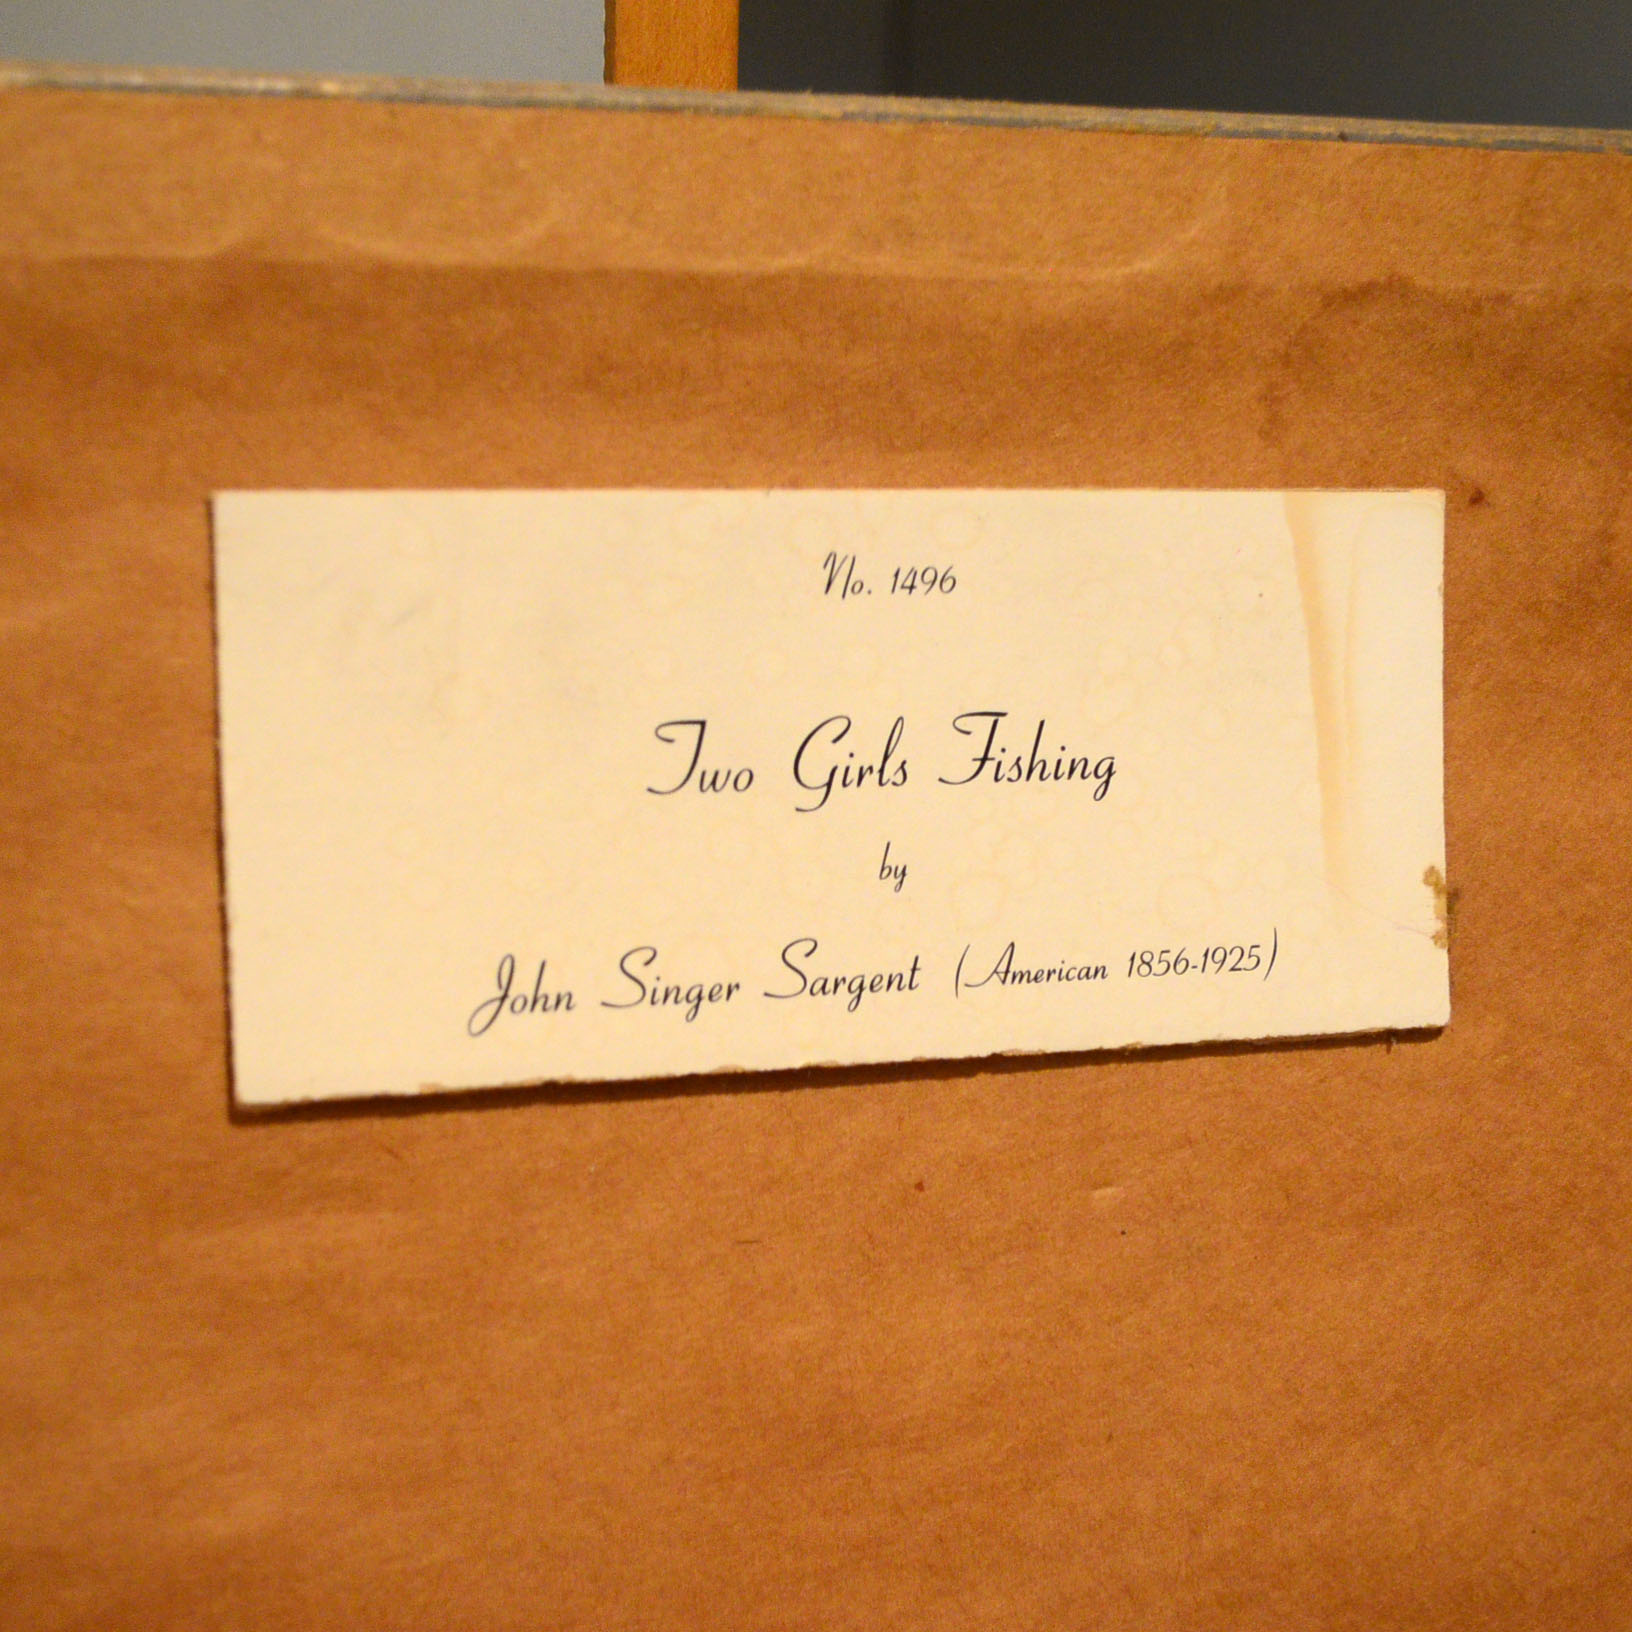 No. 1496
Two Girls Fishing
by
John Singer Sargent (American 1856-1925)